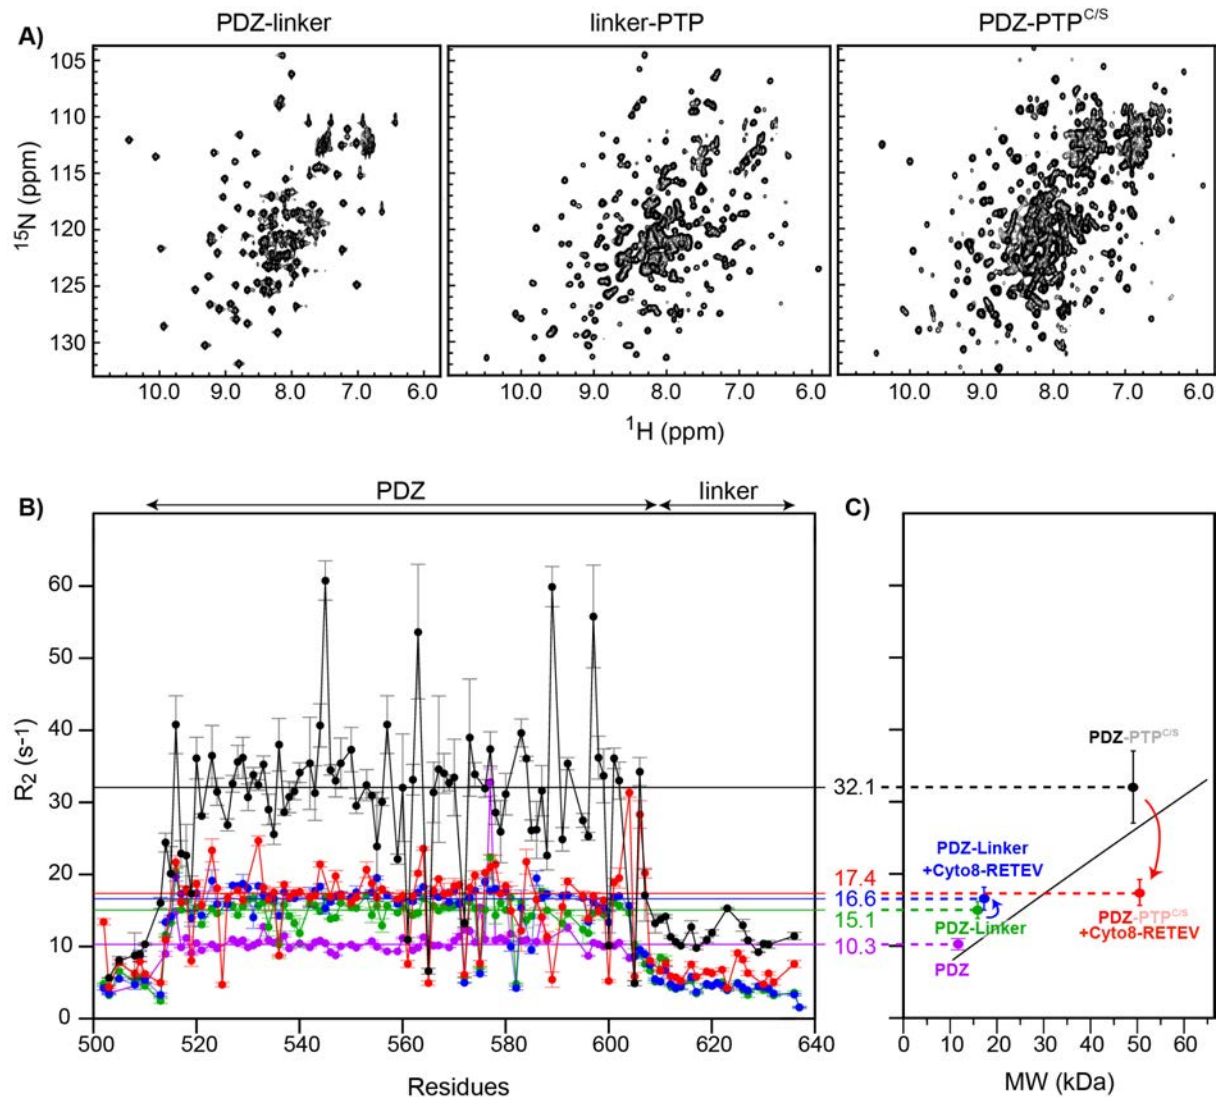 A)
PDZ-linker
linker-PTP
PDZ-PTP^C/S
105
110
115
120
125
130
¹⁵N (ppm)
10.0 9.0 8.0 7.0 6.0
10.0 9.0 8.0 7.0 6.0
10.0 9.0 8.0 7.0 6.0
¹H (ppm)
B)
PDZ
linker
60
50
40
30
20
10
0
R₂ (s⁻¹)
500 520 540 560 580 600 620 640
Residues
32.1
17.4
16.6
15.1
10.3
C)
PDZ-PTP^C/S
PDZ-Linker
+Cyto8-RETEV
PDZ-Linker
PDZ-PTP^C/S
+Cyto8-RETEV
PDZ
0 10 20 30 40 50 60
MW (kDa)